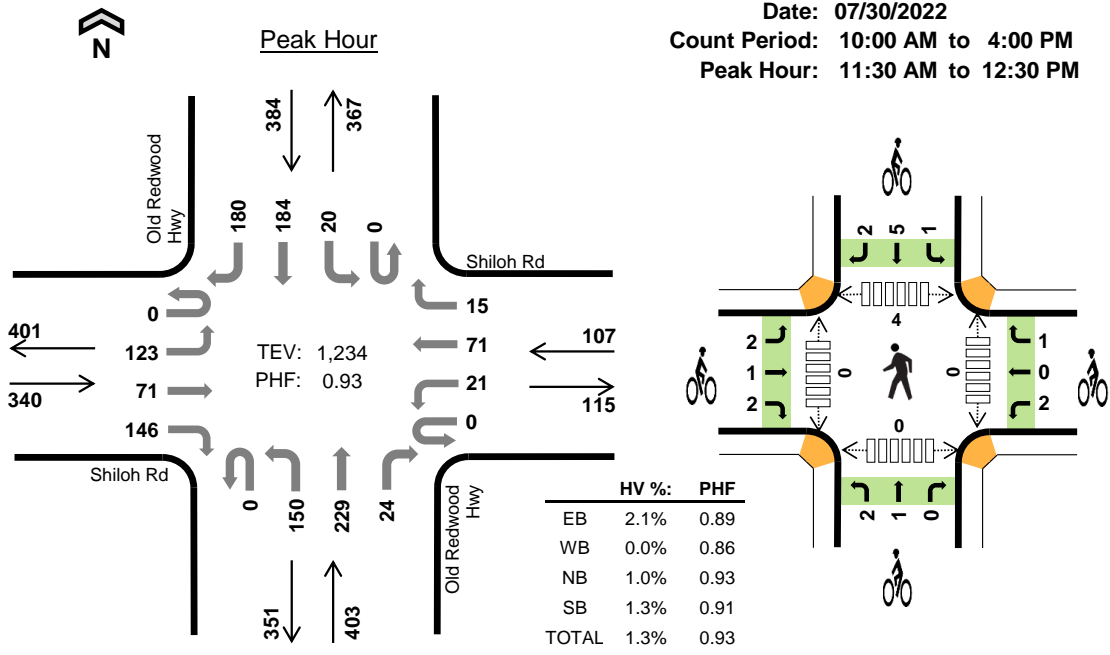 N
Peak Hour
Date: 07/30/2022
Count Period: 10:00 AM to 4:00 PM
Peak Hour: 11:30 AM to 12:30 PM
384
367
Old Redwood
Hwy
180
184
20
0
Shiloh Rd
0
123
71
146
401
340
TEV: 1,234
PHF: 0.93
15
71
21
0
107
115
Shiloh Rd
0
150
229
24
Old Redwood
Hwy
351
403
HV %: PHF
EB 2.1% 0.89
WB 0.0% 0.86
NB 1.0% 0.93
SB 1.3% 0.91
TOTAL 1.3% 0.93
2
5
1
4
2
1
2
0
0
1
0
2
0
2
1
0